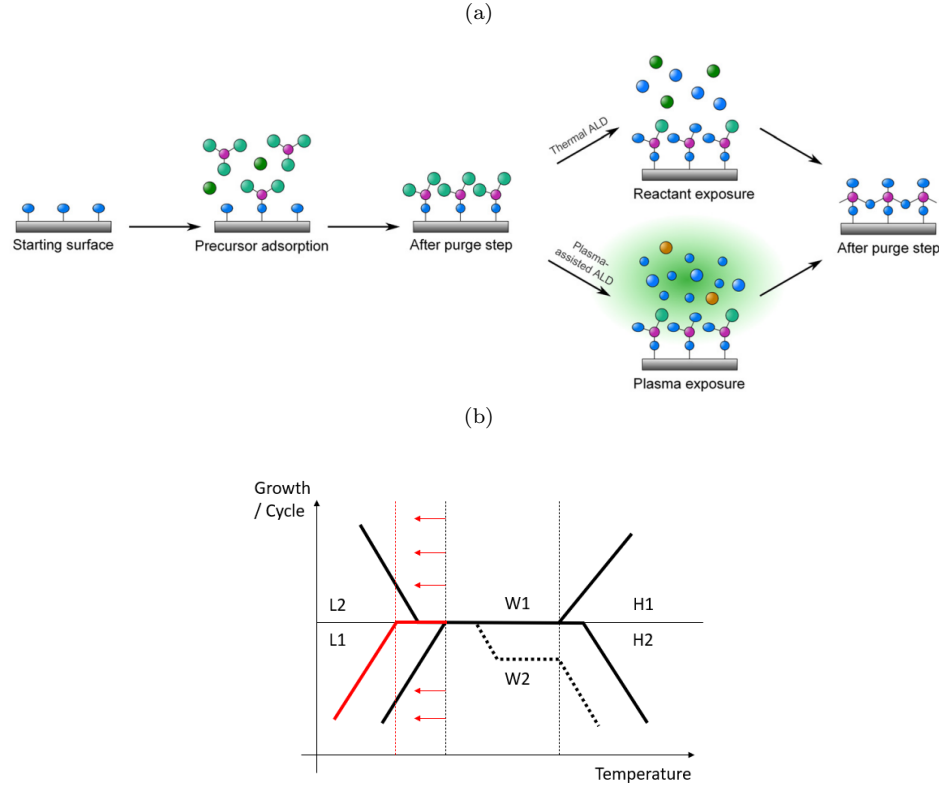 (a)
Thermal ALD
Reactant exposure
Starting surface
Precursor adsorption
After purge step
After purge step
Plasma-
assisted ALD
Plasma exposure
(b)
Growth
/ Cycle
L2
W1
H1
L1
H2
W2
Temperature